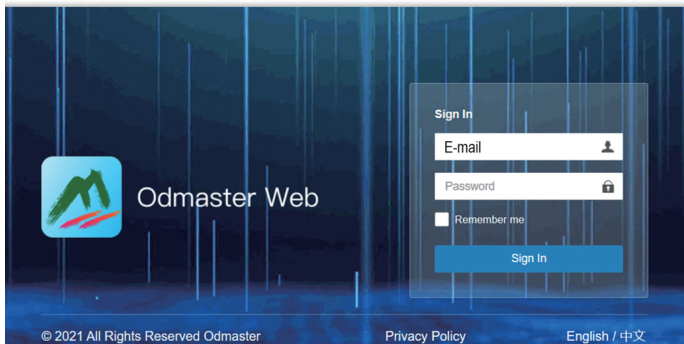 Sign In
E-mail
Password
Odmaster Web
Remember me
Sign In
© 2021 All Rights Reserved Odmaster
Privacy Policy
English / 中文